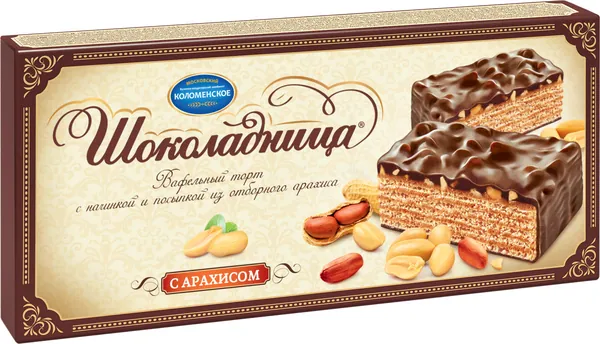 МОСКОВСКИЙ
КОЛОМЕНСКОЕ
Шоколадница®
Вафельный торт
с начинкой и посыпкой из отборного арахиса
С АРАХИСОМ